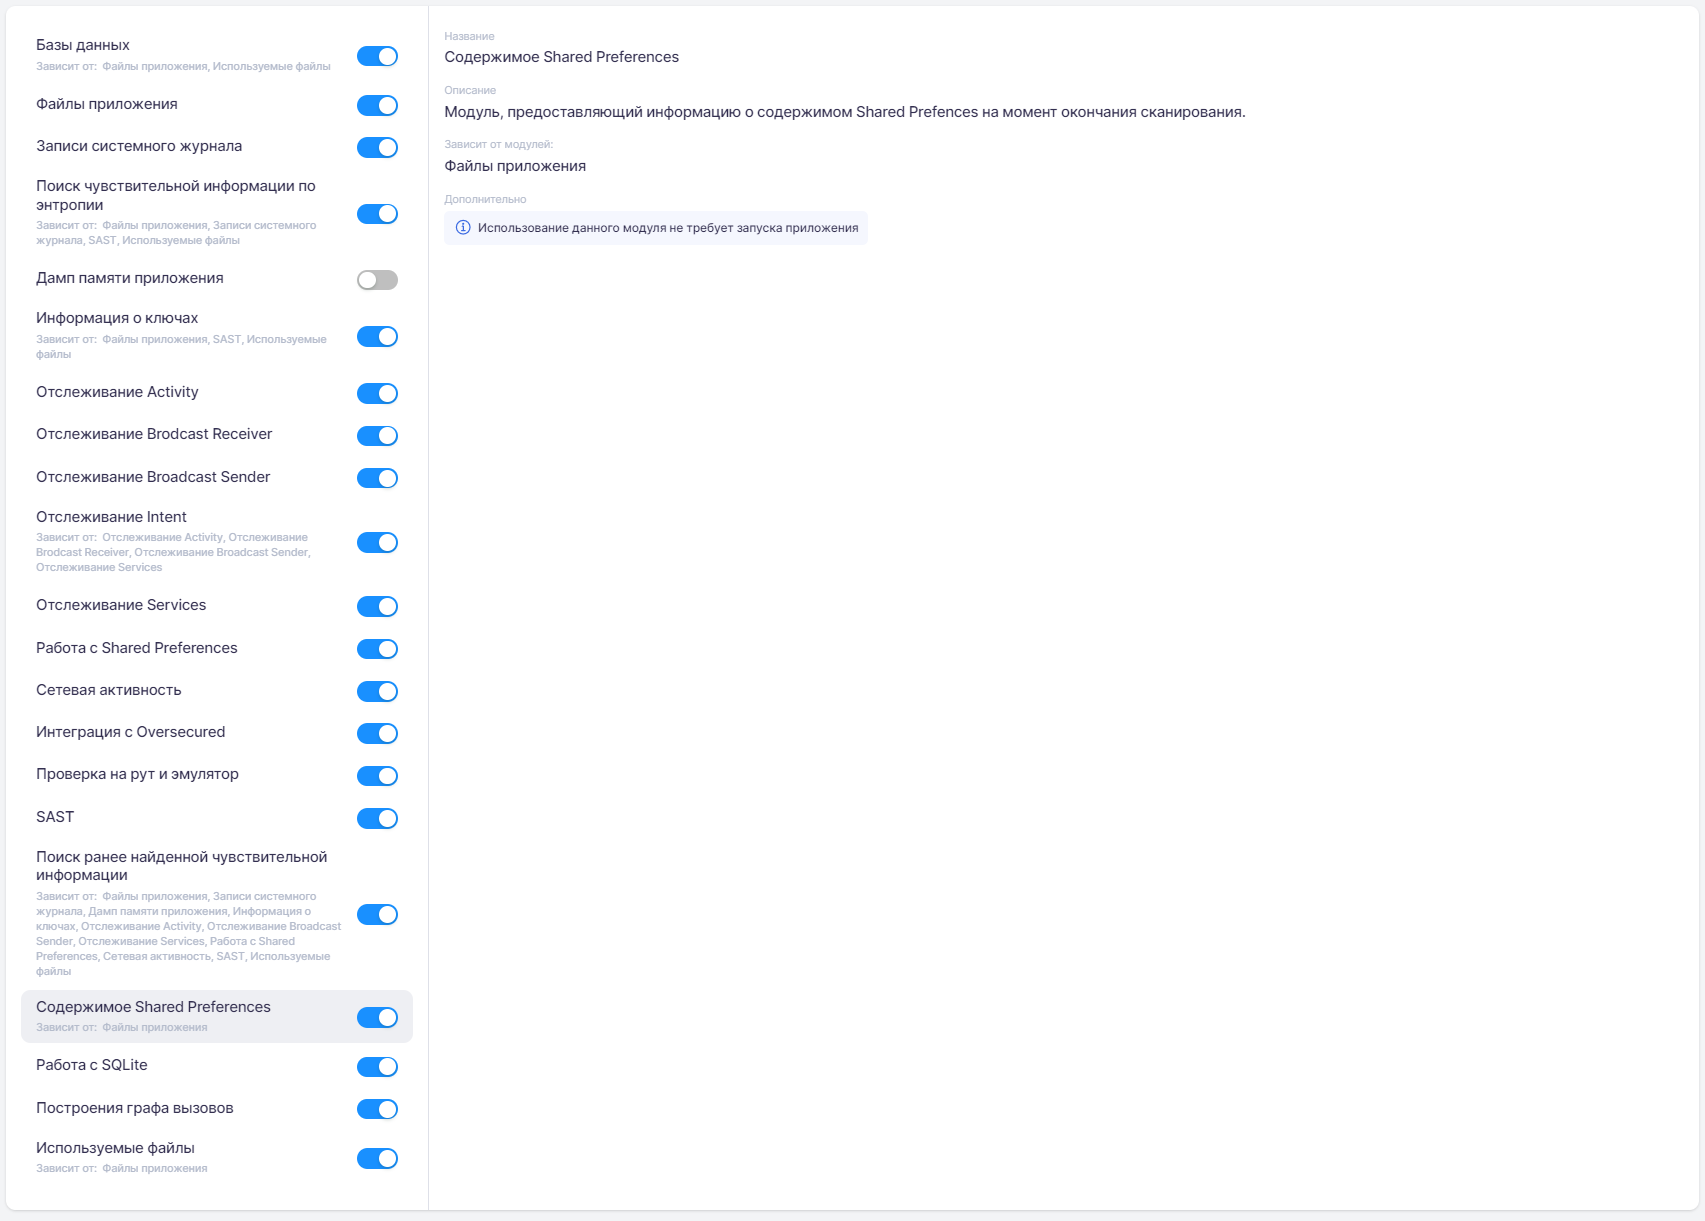 Базы данных
Зависит от: Файлы приложения, Используемые файлы
Файлы приложения
Записи системного журнала
Поиск чувствительной информации по
энтропии
Зависит от: Файлы приложения, Записи системного
журнала, SAST, Используемые файлы
Дамп памяти приложения
Информация о ключах
Зависит от: Файлы приложения, SAST, Используемые
файлы
Отслеживание Activity
Отслеживание Brodcast Receiver
Отслеживание Broadcast Sender
Отслеживание Intent
Зависит от: Отслеживание Activity, Отслеживание
Brodcast Receiver, Отслеживание Broadcast Sender,
Отслеживание Services
Отслеживание Services
Работа с Shared Preferences
Сетевая активность
Интеграция с Oversecured
Проверка на рут и эмулятор
SAST
Поиск ранее найденной чувствительной
информации
Зависит от: Файлы приложения, Записи системного
журнала, Дамп памяти приложения, Информация о
ключах, Отслеживание Activity, Отслеживание Broadcast
Sender, Отслеживание Services, Работа с Shared
Preferences, Сетевая активность, SAST, Используемые
файлы
Содержимое Shared Preferences
Зависит от: Файлы приложения
Работа с SQLite
Построения графа вызовов
Используемые файлы
Зависит от: Файлы приложения
Название
Содержимое Shared Preferences
Описание
Модуль, предоставляющий информацию о содержимом Shared Prefences на момент окончания сканирования.
Зависит от модулей:
Файлы приложения
Дополнительно
Использование данного модуля не требует запуска приложения